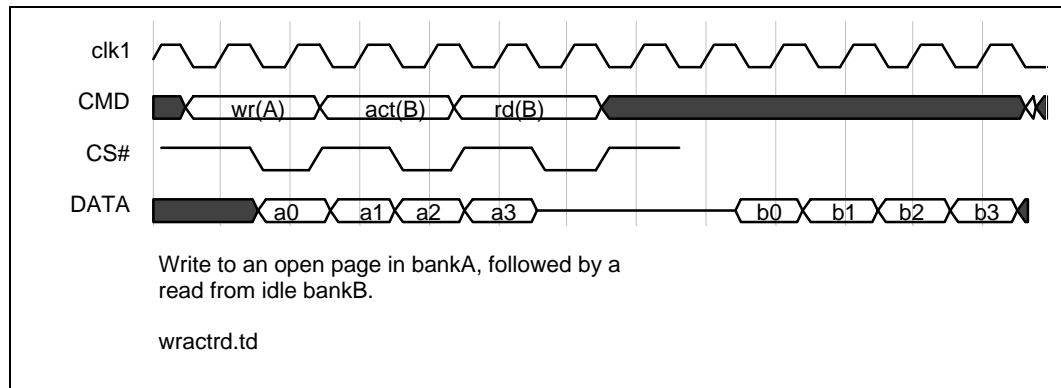 clk1
CMD wr(A) act(B) rd(B)
CS#
DATA a0 a1 a2 a3 b0 b1 b2 b3
Write to an open page in bankA, followed by a
read from idle bankB.
wractrd.td